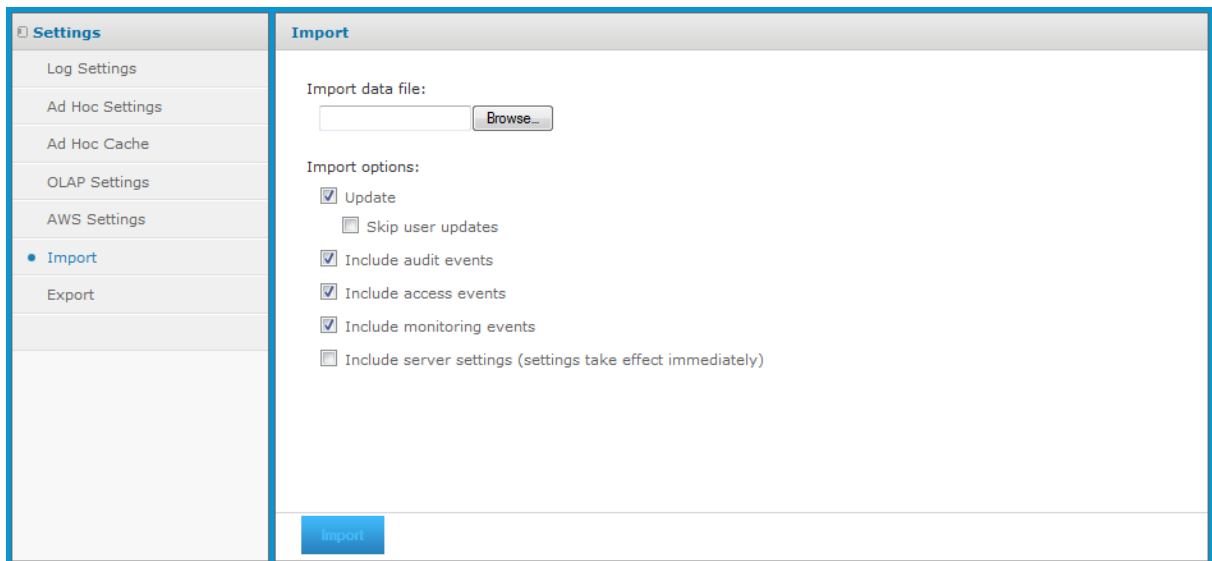 Settings
Log Settings
Ad Hoc Settings
Ad Hoc Cache
OLAP Settings
AWS Settings
Import
Export
Import
Import data file:
Browse...
Import options:
Update
Skip user updates
Include audit events
Include access events
Include monitoring events
Include server settings (settings take effect immediately)
Import